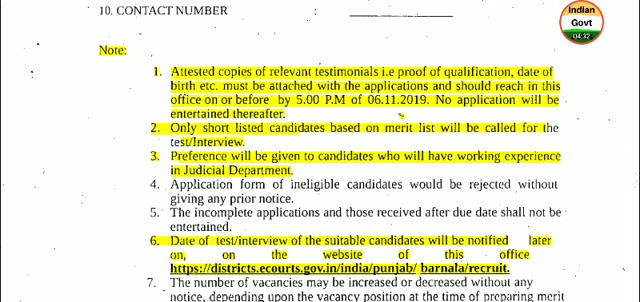 10. CONTACT NUMBER : ____________
Indian
Govt
04:32
Note:
1. Attested copies of relevant testimonials i.e proof of qualification, date of
birth etc. must be attached with the applications and should reach in this
office on or before by 5.00 P.M of 06.11.2019. No application will be
entertained thereafter.
2. Only short listed candidates based on merit list will be called for the
test/Interview.
3. Preference will be given to candidates who will have working experience
in Judicial Department.
4. Application form of ineligible candidates would be rejected without
giving any prior notice.
5. The incomplete applications and those received after due date shall not be
entertained.
6. Date of test/interview of the suitable candidates will be notified later
on, on the website of this office
https://districts.ecourts.gov.in/india/punjab/ barnala/recruit.
7. The number of vacancies may be increased or decreased without any
notice, depending upon the vacancy position at the time of preparing merit